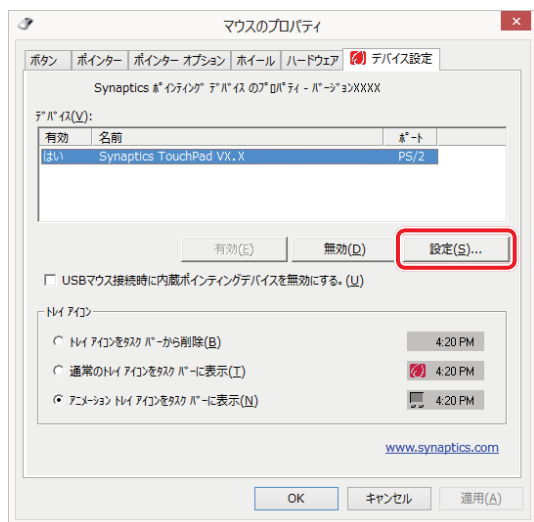 マウスのプロパティ
ボタン ポインター ポインター オプション ホイール ハードウェア デバイス設定
Synaptics ﾎﾟｲﾝﾃｨﾝｸﾞ ﾃﾞﾊﾞｲｽ のﾌﾟﾛﾊﾟﾃｨ - ﾊﾞｰｼﾞｮﾝXXXX
ﾃﾞﾊﾞｲｽ(V):
有効 名前 ﾎﾟｰﾄ
はい Synaptics TouchPad VX.X PS/2
有効(E) 無効(D) 設定(S)...
USBマウス接続時に内蔵ポインティングデバイスを無効にする。(U)
ﾄﾚｲ ｱｲｺﾝ
ﾄﾚｲ ｱｲｺﾝをﾀｽｸ ﾊﾞｰから削除(B) 4:20 PM
通常のﾄﾚｲ ｱｲｺﾝをﾀｽｸ ﾊﾞｰに表示(T) 4:20 PM
ｱﾆﾒｰｼｮﾝ ﾄﾚｲ ｱｲｺﾝをﾀｽｸ ﾊﾞｰに表示(N) 4:20 PM
www.synaptics.com
OK キャンセル 適用(A)